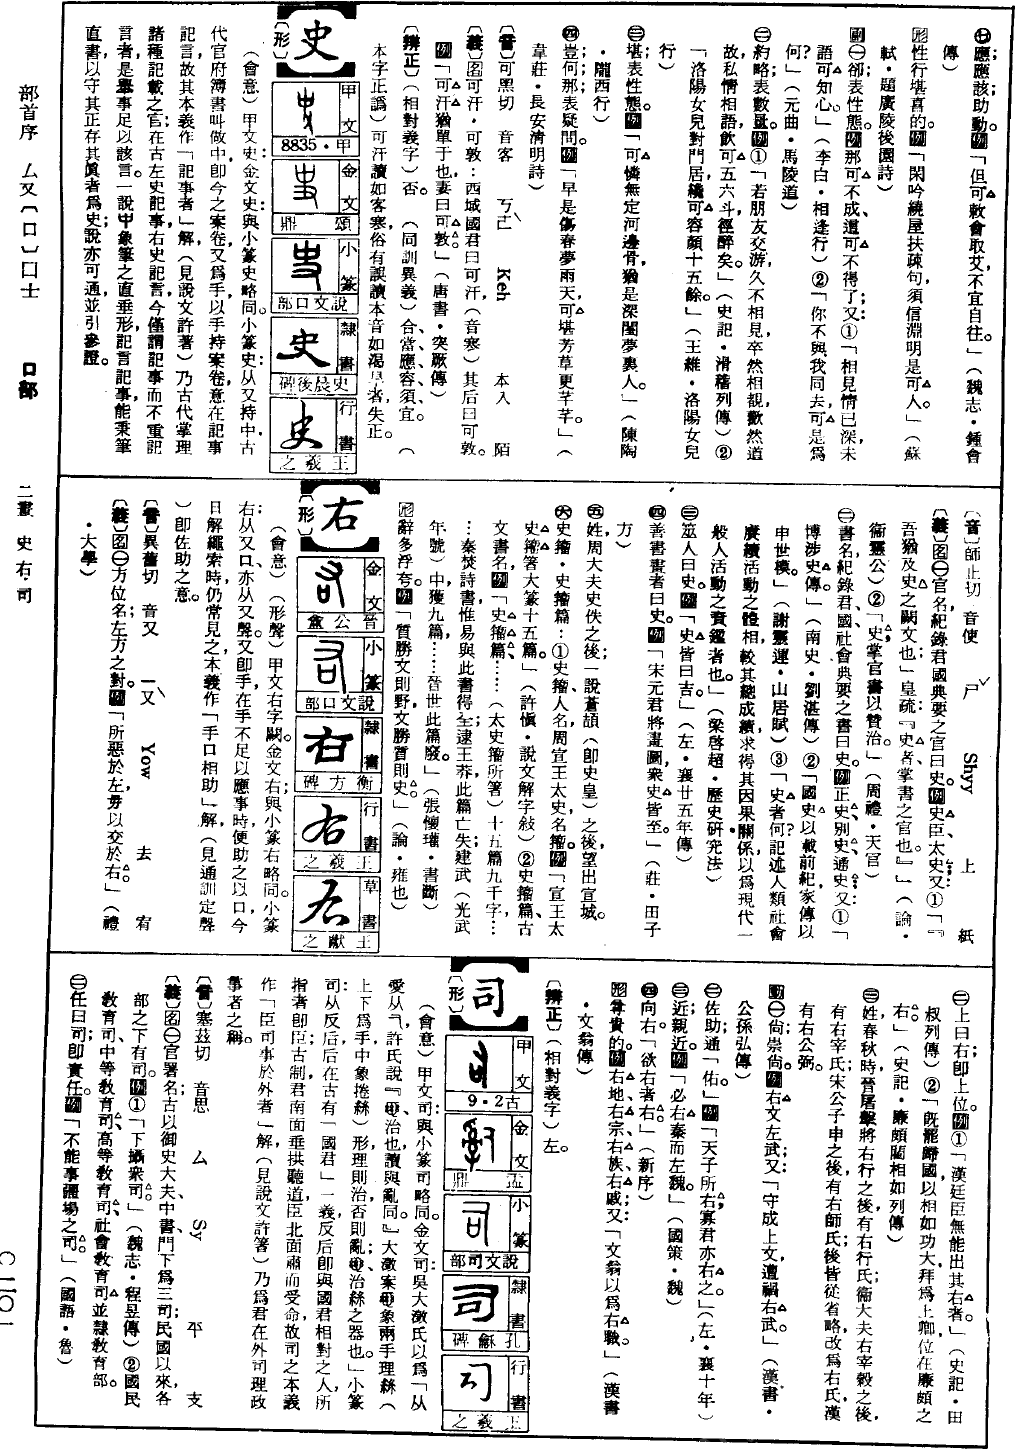 ㊆應；應該助動。例「但可敕會取艾不宜自往。」（魏志・鍾會
傳）
形性行堪喜的。例「閑吟繞屋扶疏句須信淵明是可人。」（蘇
軾・題廣陵後園詩）
副㊀卻表性態。例那可不成道可不得了；又：①「相見情已深，未
語可知心。」（李白・相逢行）②「你不與我同去可是爲
何？」（元曲・馬陵道）
㊁約略表數量。例①「若朋友交游久不相見，卒然相覩歡然道
故，私情相語，飲可五六斗徑醉矣。」（史記・滑稽列傳）②
「洛陽女兒對門居，纔可容顏十五餘。」（王維・洛陽女兒
行）
㊂堪表性態。例「可憐無定河邊骨，猶是深閨夢裏人。」（陳陶
・隴西行）
㊃豈；何；那表疑問。例「早是傷春夢雨天，可堪芳草更芊芊。」（
韋莊・長安清明詩）
〔音〕可黑切　音客　ㄎㄜˋ　Keh　本入　陌
〔義〕名可汗・可敦：西域國君曰可汗，（音寒）其后曰可敦。
例「可汗猶單于也，妻曰可敦。」（唐書・突厥傳）
〔辨正〕（相對義字）否。（同訓異義）合、當、應、容、須、宜。（
本字正譌）可汗讀如客寒，俗有誤讀本音如渴旱者，失正。
史
〔形〕
甲文　8835・甲
金文　頌鼎
小篆　說文口部
隸書　史晨後碑
行書　王羲之
（會意）甲文史：金文史與小篆史略同。小篆史：从又持中，古
代官府簿書叫做中，即今之案卷；又爲手，以手持案卷，意在記事
記言，故其本義作「記事者」解，（見說文許著）乃古代掌理
諸種記載之官；在古左史記事，右史記言，今僅謂記事而不重記
言者，是舉事足以該言。一說中象筆之直垂形，記言記事，能秉筆
直書以守其正存其眞者爲史，說亦可通，並引參證。
〔音〕師止切　音使　ㄕˇ　Shyy　上　紙
〔義〕名㊀官名，紀錄君國典要之官曰史。例史臣、太史；又：①「『
吾猶及史之闕文也』皇疏：『史者掌書之官也。』」（論・
衞靈公）②「史；掌官書以贊治。」（周禮・天官）
㊁書名，紀錄君、國、社會典要之書曰史。例正史、別史、通史；又：①「
博涉史傳。」（南史・劉湛傳）②「國史以載前紀，家傳以
申世模。」（謝靈運・山居賦）③「史者何？記述人類社會
賡續活動之體相，較其總成績，求得其因果關係，以爲現代一
般人活動之資鑑者也。」（梁啓超・歷史研究法）
㊂巫人曰史。例「史皆曰吉。」（左・襄廿五年傳）
㊃善書畫者曰史。例「宋元君將畫圖，衆史皆至。」（莊・田子
方）
㊄姓，周大夫史佚之後；一說蒼頡（即史皇）之後，望出宣城。
㊅史籀・史籀篇：①史籀，人名，周宣王太史，名籀。例「宣王太
史籀箸大篆十五篇。」（許愼・說文解字敍）②史籀篇，古
文書名。例「史籀篇，……（太史籀所箸）十五篇，九千字…
…秦焚詩書，惟易與此書得全；逮王莽，此篇亡失；建武（光武
年號）中獲九篇，……晉世此篇廢。」（張懷瓘・書斷）
形辭多浮夸。例「質勝文則野，文勝質則史。」（論・雍也）
右
〔形〕
金文　晉公盦
小篆　說文口部
隸書　衡方碑
行書　王羲之
草書　王獻之
（會意）（形聲）甲文右字闕。金文右：與小篆右略同。小篆
右：从又口，亦从又聲。又即手，在手不足以應事時便助之以口，今
日解繩索時仍常見之，本義作「手口相助」解，（見通訓定聲
）即佐助之意。
〔音〕異舊切　音又　ㄧㄡˋ　Yow　去　宥
〔義〕名㊀方位名；左方之對。例「所惡於左，毋以交於右。」（禮
・大學）
㊁上曰右；即上位。例①「漢廷臣無能出其右者。」（史記・田
叔列傳）②「旣罷歸國，以相如功大，拜爲上卿，位在廉頗之
右。」（史記・廉頗藺相如列傳）
㊂姓，春秋時晉屠擊將右行之後，有右行氏；衞大夫右宰穀之後，
有右宰氏；宋公子申之後，有右師氏；後皆從省略改爲右氏，漢
有右公弼。
動㊀尚；崇尚。例右文左武；又：「守成上文，遭禍右武。」（漢書・
公孫弘傳）
㊁佐助，通「佑。」例「天子所右，寡君亦右之。」（左・襄十年）
㊂近；親近。例「必右秦而左魏。」（國策・魏）
㊃向右。「欲右者右。」（新序）
形尊貴的。例右地、右宗、右族、右戚；又：「文翁以爲右職。」（漢書
・文翁傳）
〔辨正〕（相對義字）左。
司
〔形〕
甲文　9・2古
金文　盂鼎
小篆　說文司部
隸書　孔龢碑
行書　王羲之
（會意）甲文司：與小篆司略同。金文司：吳大澂氏以爲「从
，許氏說『，治也，讀與亂同。』大澂案：象兩手理絲（
上下爲手，中象捲絲）形，理則治，否則亂；，治絲之器也。」小篆
司：从反后，后在古有「國君」一義，反后即與國君相對之人，所
指者即臣；古制君南面垂拱聽道，臣北面肅而受命，故司之本義
作「臣司事於外者」解，（見說文許箸）乃爲君在外司理政
事者之稱。
〔音〕塞玆切　音思　ㄙ　Sy　平　支
〔義〕名㊀官署名，古以御史大夫、中書、門下爲三司；民國以來，各
部之下有司。例①「下攝衆司。」（魏志・程昱傳）②國民
敎育司、中等敎育司、高等敎育司、社會敎育司，並隸敎育部。
㊁任曰司，即責任。例「不能事疆埸之司。」（國語・魯）
部首序　厶又〔口〕囗士　口部　二畫　史右司